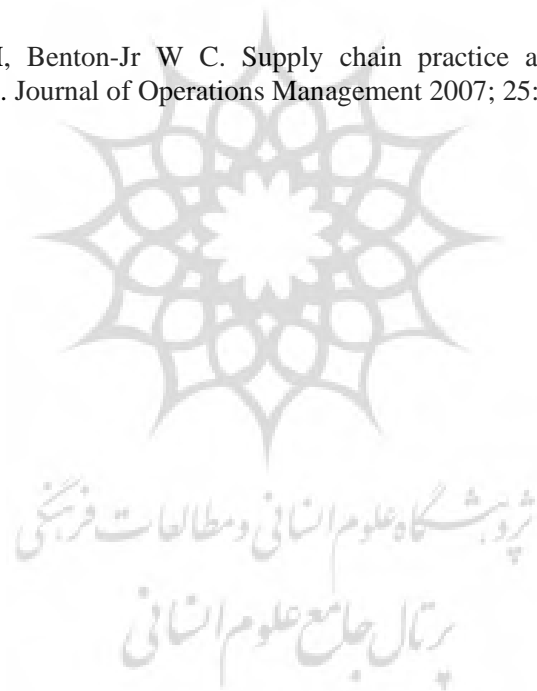 , Benton-Jr W C. Supply chain practice a
. Journal of Operations Management 2007; 25:
پژوهشگاه علوم انسانی و مطالعات فرهنگی
پرتال جامع علوم انسانی